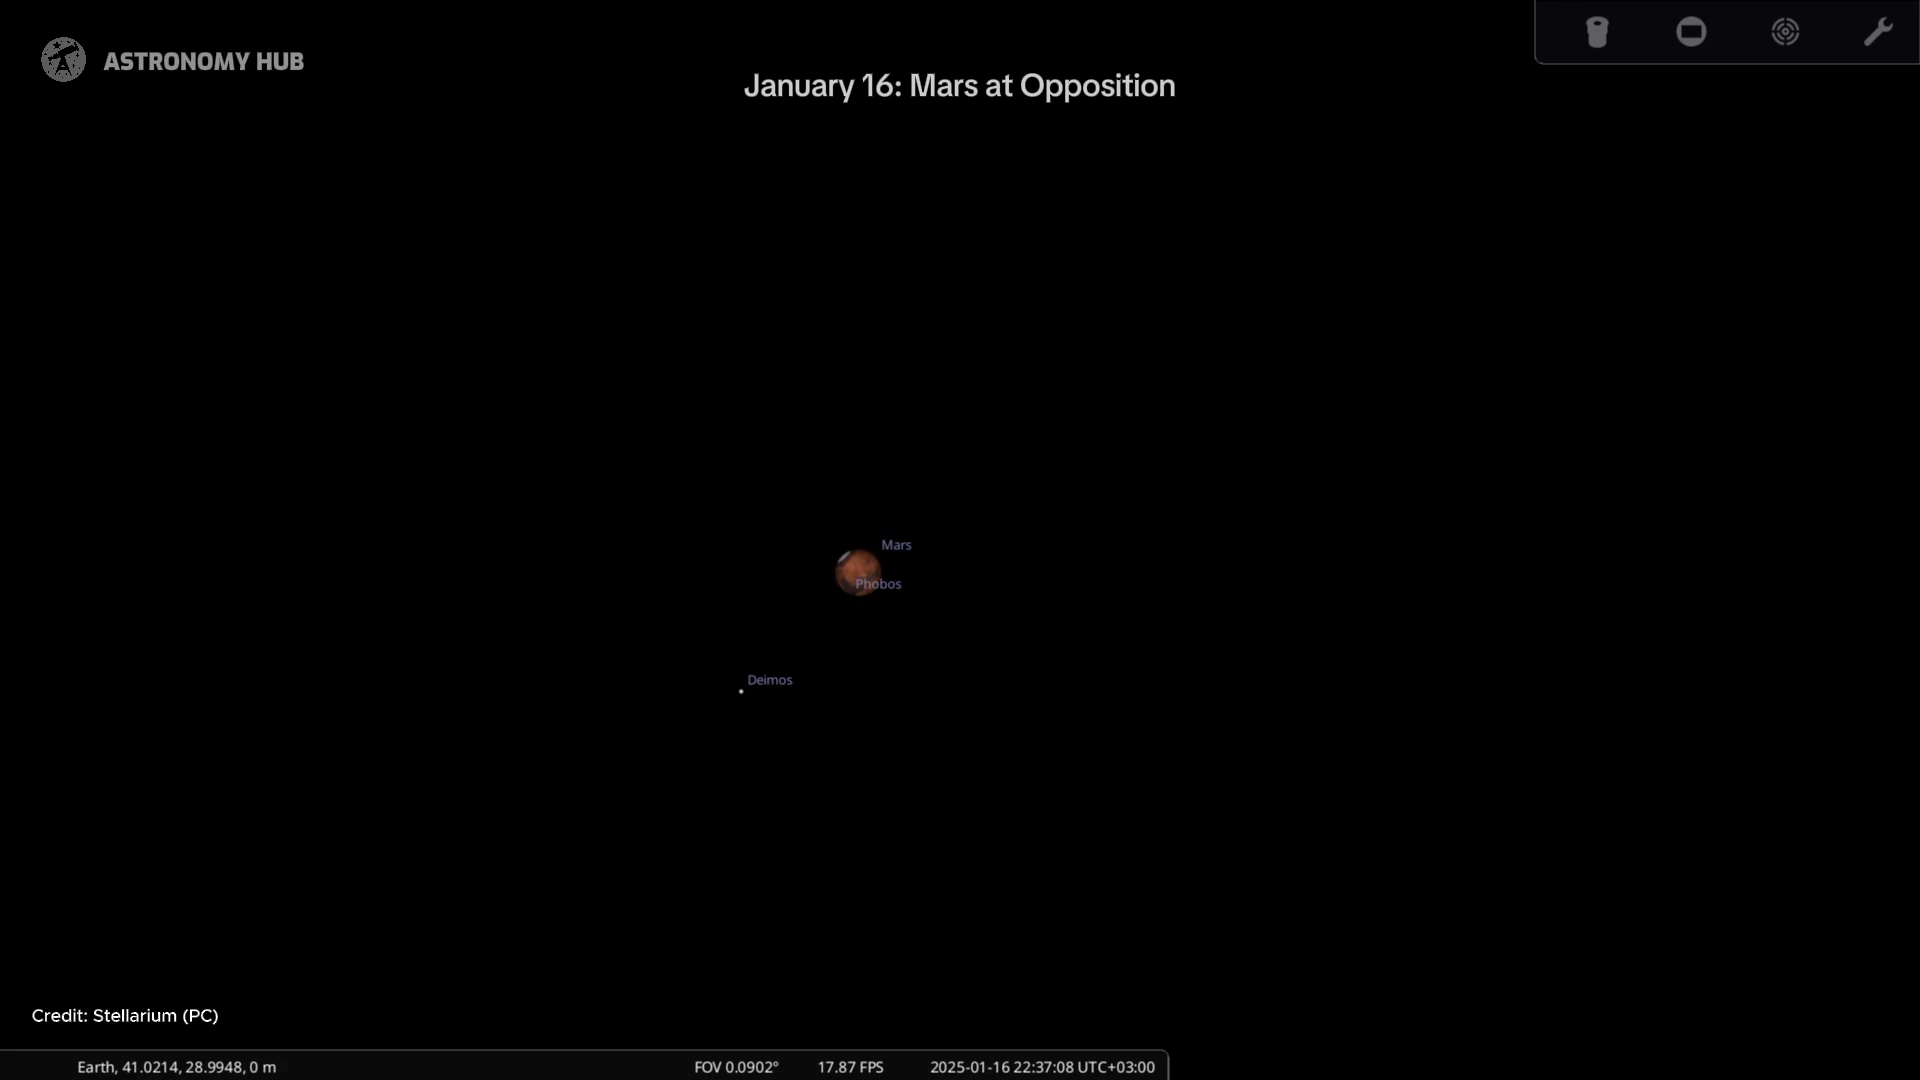 ASTRONOMY HUB
January 16: Mars at Opposition
Mars
Phobos
Deimos
Credit: Stellarium (PC)
Earth, 41.0214, 28.9948, 0 m FOV 0.0902° 17.87 FPS 2025-01-16 22:37:08 UTC+03:00